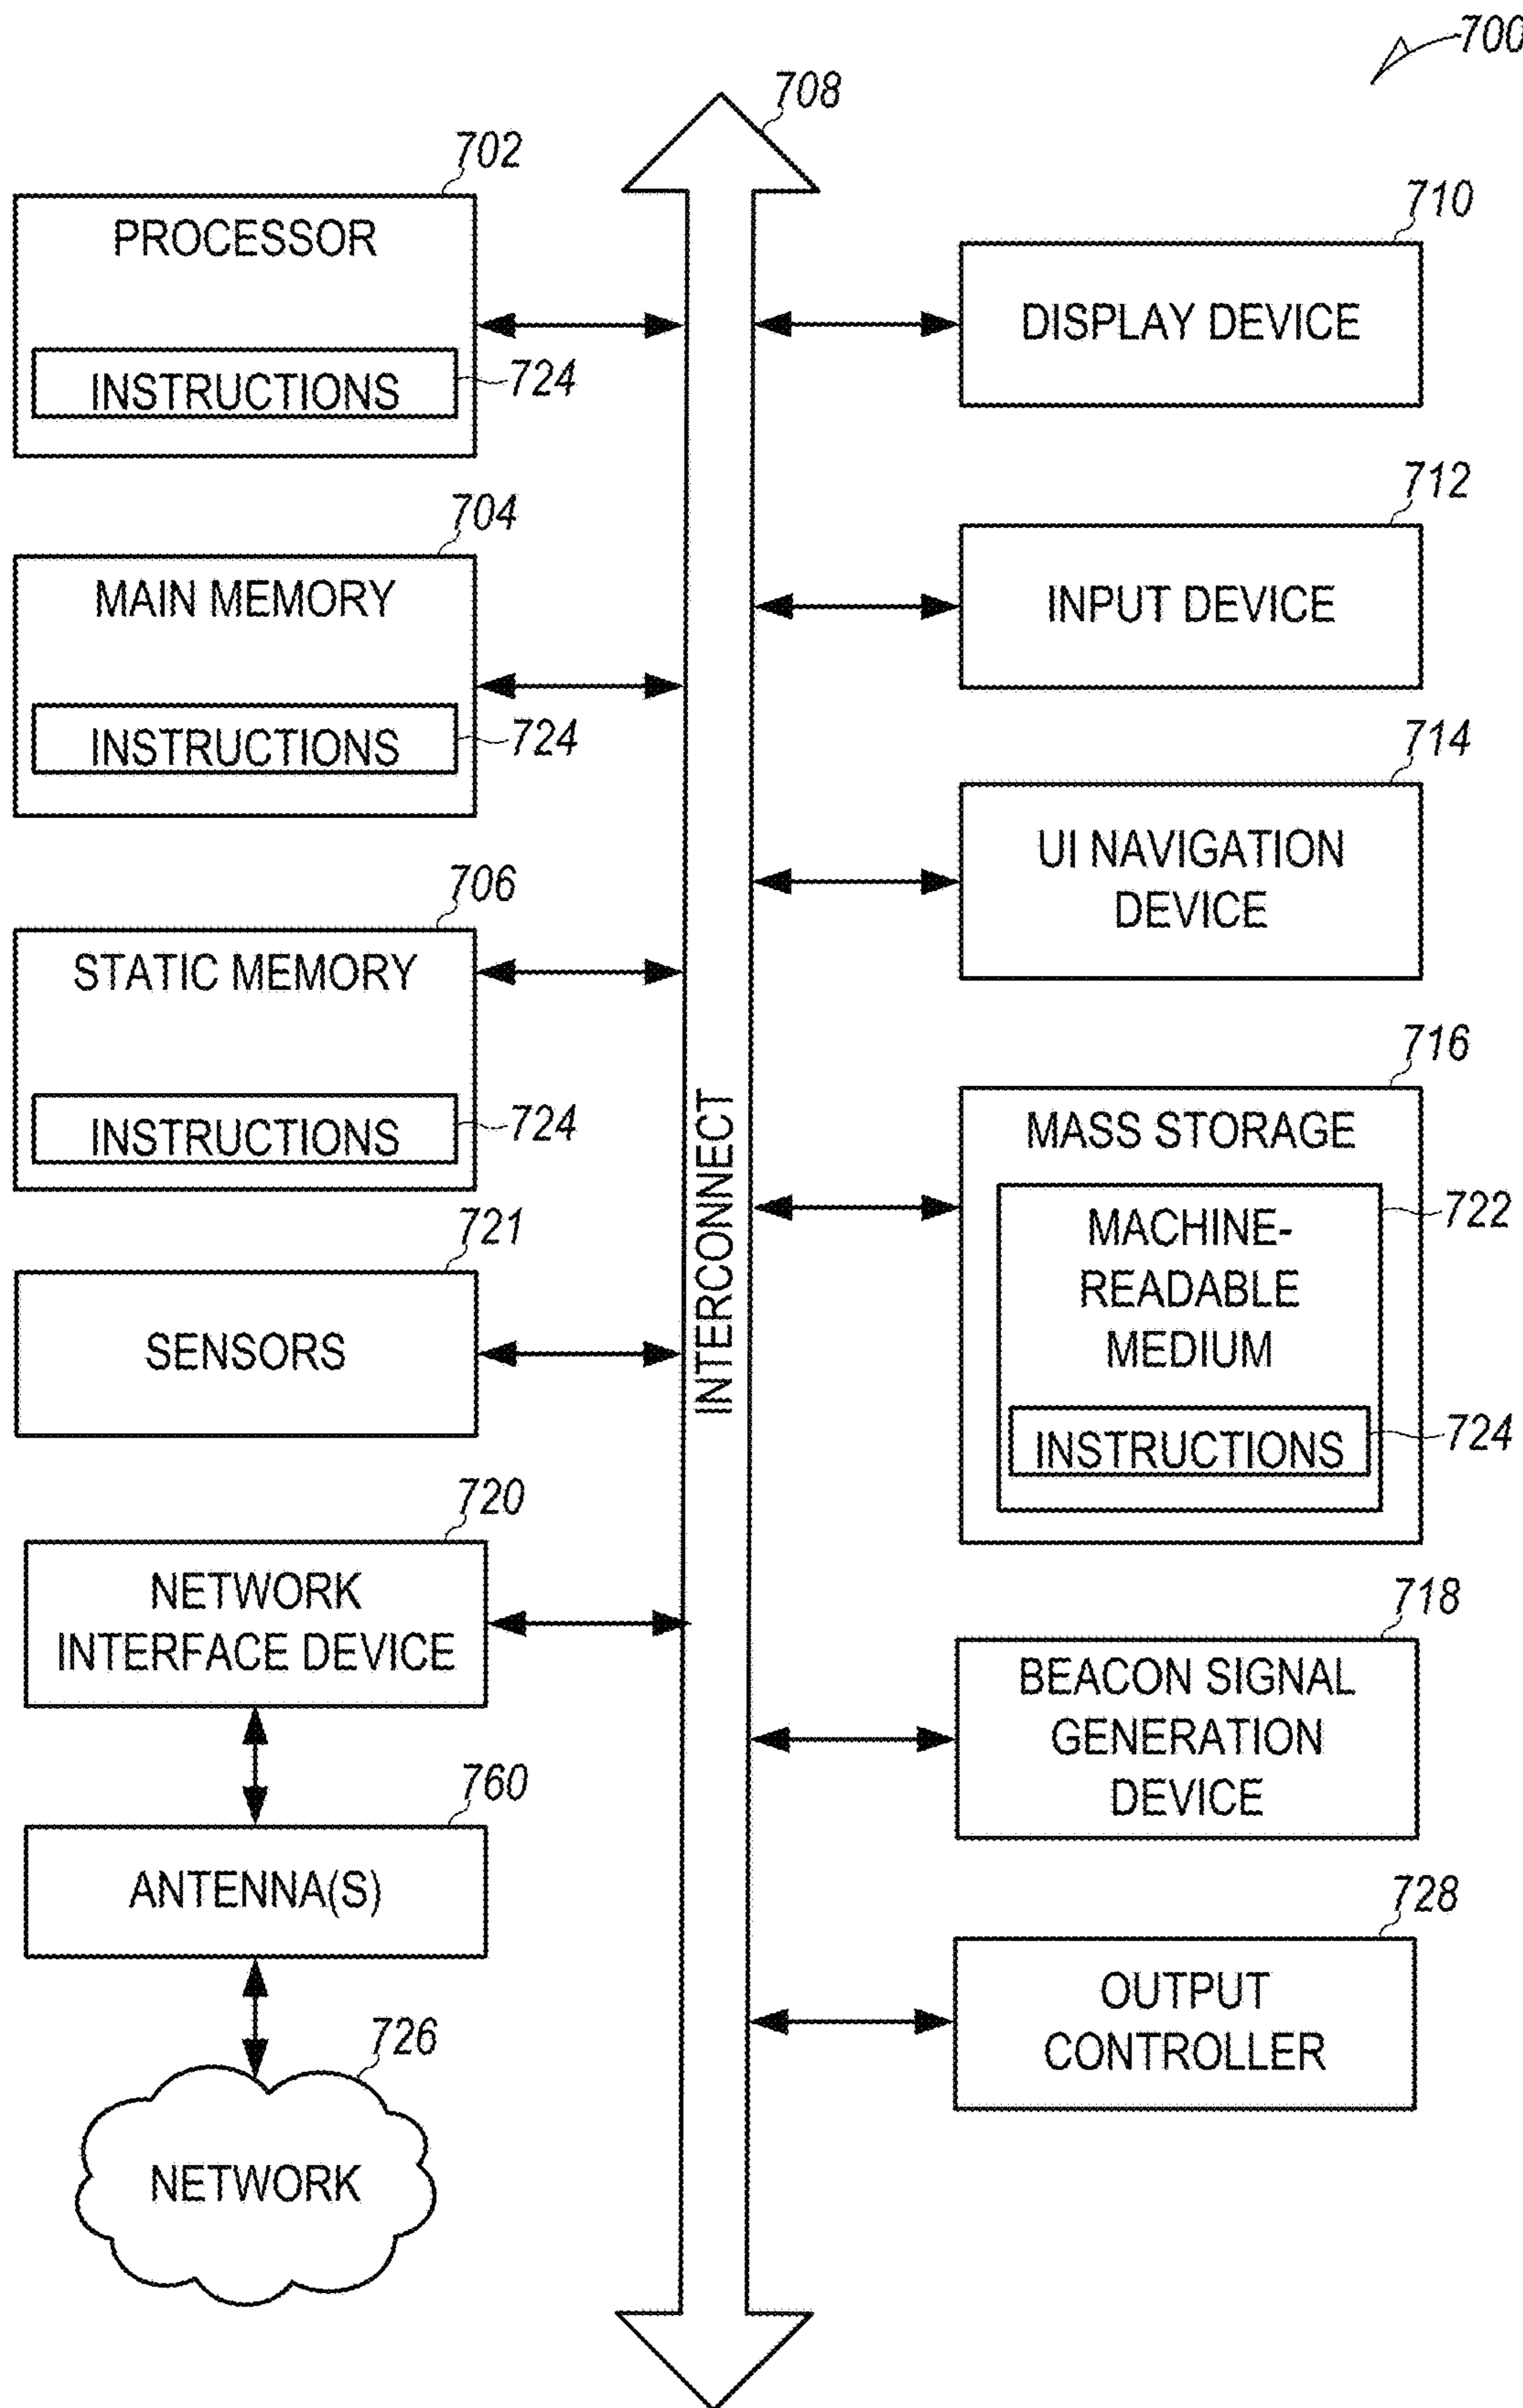 700
708
702
PROCESSOR
INSTRUCTIONS
724
704
MAIN MEMORY
INSTRUCTIONS
724
706
STATIC MEMORY
INSTRUCTIONS
724
721
SENSORS
720
NETWORK
INTERFACE DEVICE
760
ANTENNA(S)
726
NETWORK
INTERCONNECT
710
DISPLAY DEVICE
712
INPUT DEVICE
714
UI NAVIGATION
DEVICE
716
MASS STORAGE
722
MACHINE-
READABLE
MEDIUM
INSTRUCTIONS
724
718
BEACON SIGNAL
GENERATION
DEVICE
728
OUTPUT
CONTROLLER